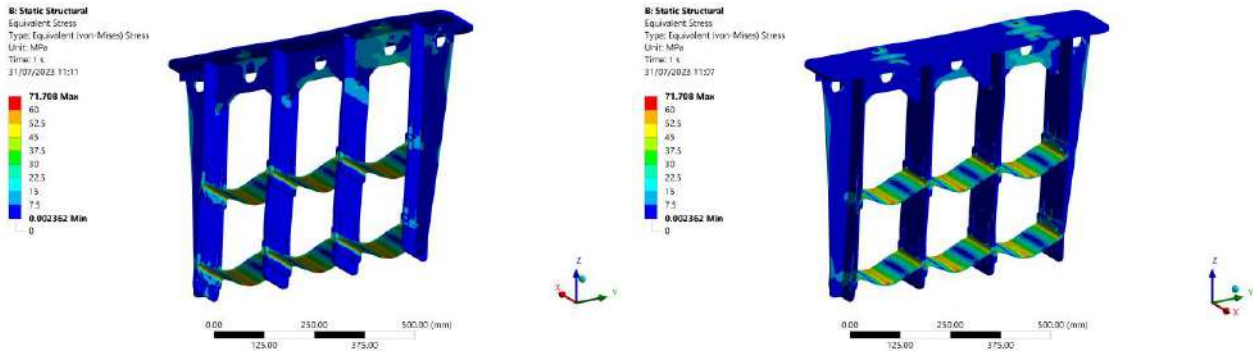 B: Static Structural
Equivalent Stress
Type: Equivalent (von-Mises) Stress
Unit: MPa
Time: 1 s
31/07/2023 11:11
71.708 Max
60
52.5
45
37.5
30
22.5
15
7.5
0.002362 Min
0
Z
X
Y
0.00
250.00
500.00 (mm)
125.00
375.00
B: Static Structural
Equivalent Stress
Type: Equivalent (von-Mises) Stress
Unit: MPa
Time: 1 s
31/07/2023 11:07
71.708 Max
60
52.5
45
37.5
30
22.5
15
7.5
0.002362 Min
0
Z
Y
X
0.00
250.00
500.00 (mm)
125.00
375.00